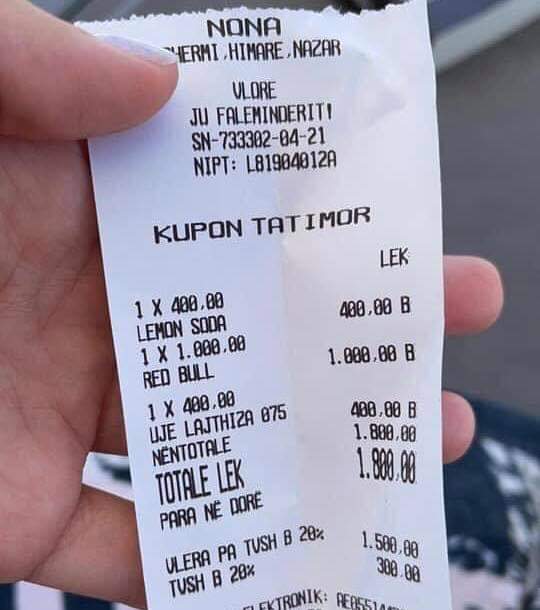 NONA
HERMI ,HIMARE ,NAZAR
VLORE
JU FALEMINDERIT!
SN-733302-04-21
NIPT: L81904012A
KUPON TATIMOR
LEK
1 X 400.00
LEMON SODA 400.00 B
1 X 1.000.00
RED BULL 1.000.00 B
1 X 400.00
UJE LAJTHIZA 075 400.00 B
NËNTOTALE 1.800.00
TOTALE LEK 1.800.00
PARA NË DORË
VLERA PA TVSH B 20% 1.500.00
TVSH B 20% 300.00
ELEKTRONIK: